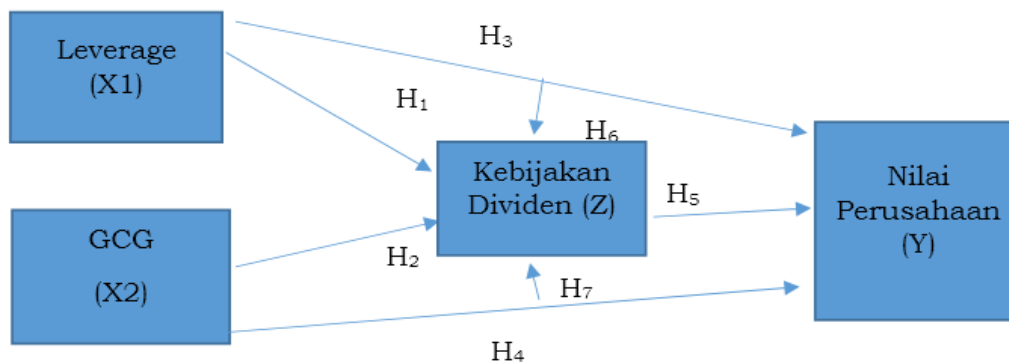 Leverage
(X1)
H₃
H₁
H₆
Kebijakan
Dividen (Z)
H₅
Nilai
Perusahaan
(Y)
GCG
(X2)
H₂
H₇
H₄